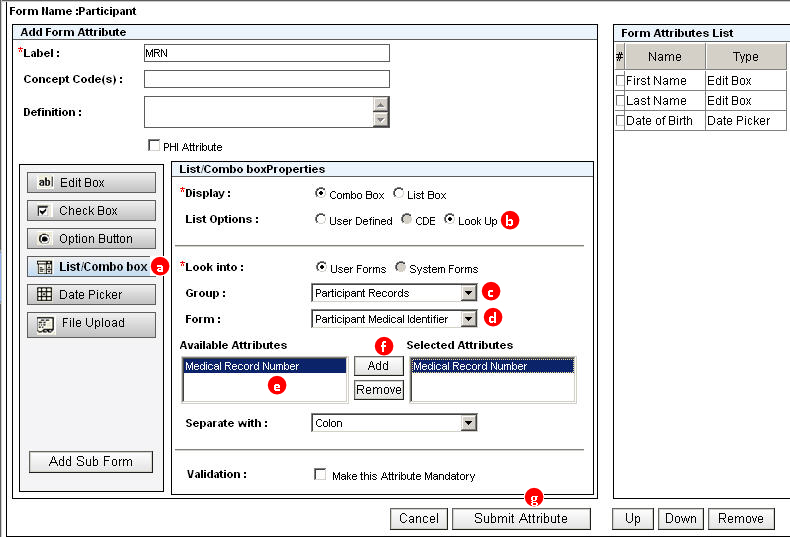 Form Name :Participant
Add Form Attribute
*Label :
MRN
Concept Code(s) :
Definition :
PHI Attribute
ab| Edit Box
Check Box
Option Button
List/Combo box a
Date Picker
File Upload
Add Sub Form
List/Combo boxProperties
*Display : Combo Box List Box
List Options : User Defined CDE Look Up b
*Look into : User Forms System Forms
Group : Participant Records c
Form : Participant Medical Identifier d
Available Attributes f Selected Attributes
Medical Record Number Add Medical Record Number
e
Remove
Separate with : Colon
Validation : Make this Attribute Mandatory
g
Cancel Submit Attribute
Form Attributes List
# Name Type
First Name Edit Box
Last Name Edit Box
Date of Birth Date Picker
Up Down Remove